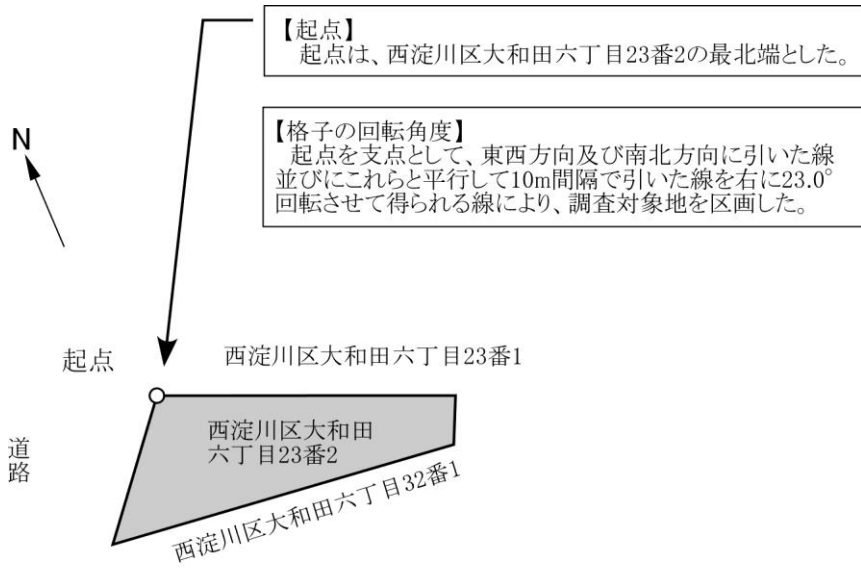 【起点】
起点は、西淀川区大和田六丁目23番2の最北端とした。
【格子の回転角度】
起点を支点として、東西方向及び南北方向に引いた線
並びにこれらと平行して10m間隔で引いた線を右に23.0°
回転させて得られる線により、調査対象地を区画した。
N
起点
西淀川区大和田六丁目23番1
道路
西淀川区大和田
六丁目23番2
西淀川区大和田六丁目32番1